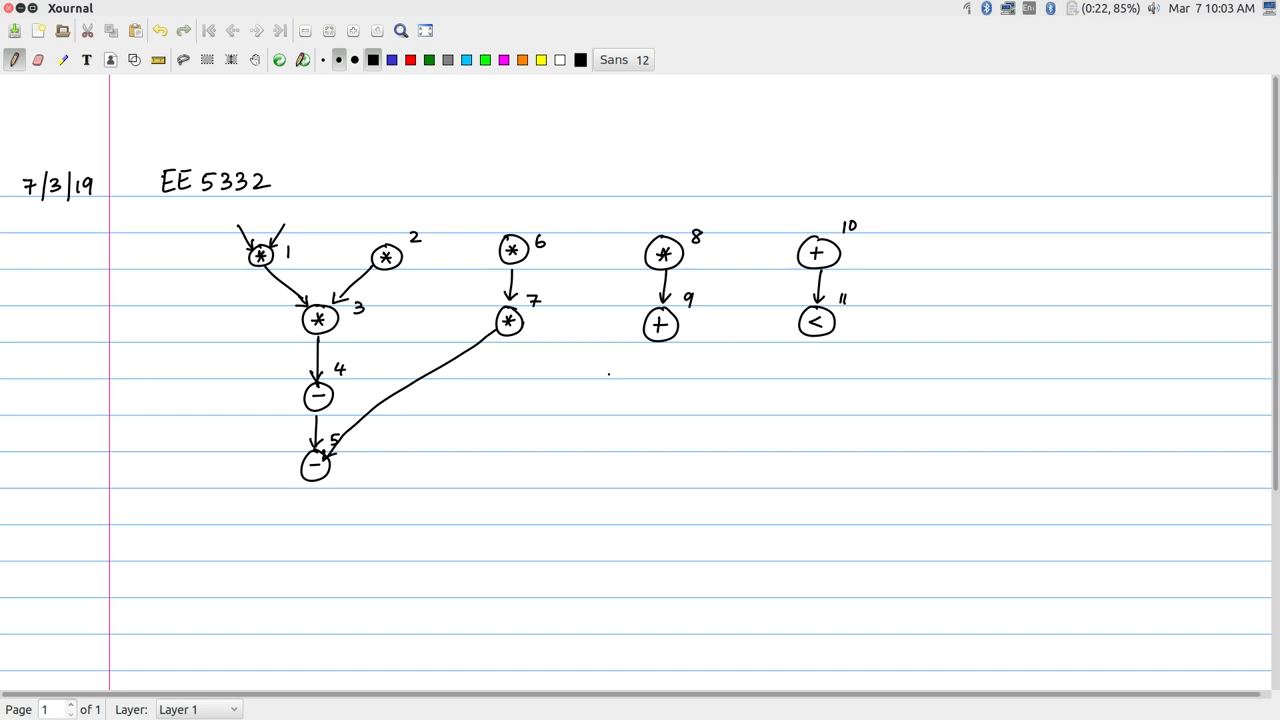 Xournal
(0:22, 85%) Mar 7 10:03 AM
En
T
Sans 12
7/3/19 EE 5332
* 1 * 2 * 6 * 8 + 10
* 3 * 7 + 9 < 11
- 4
- 5
Page 1 of 1 Layer: Layer 1